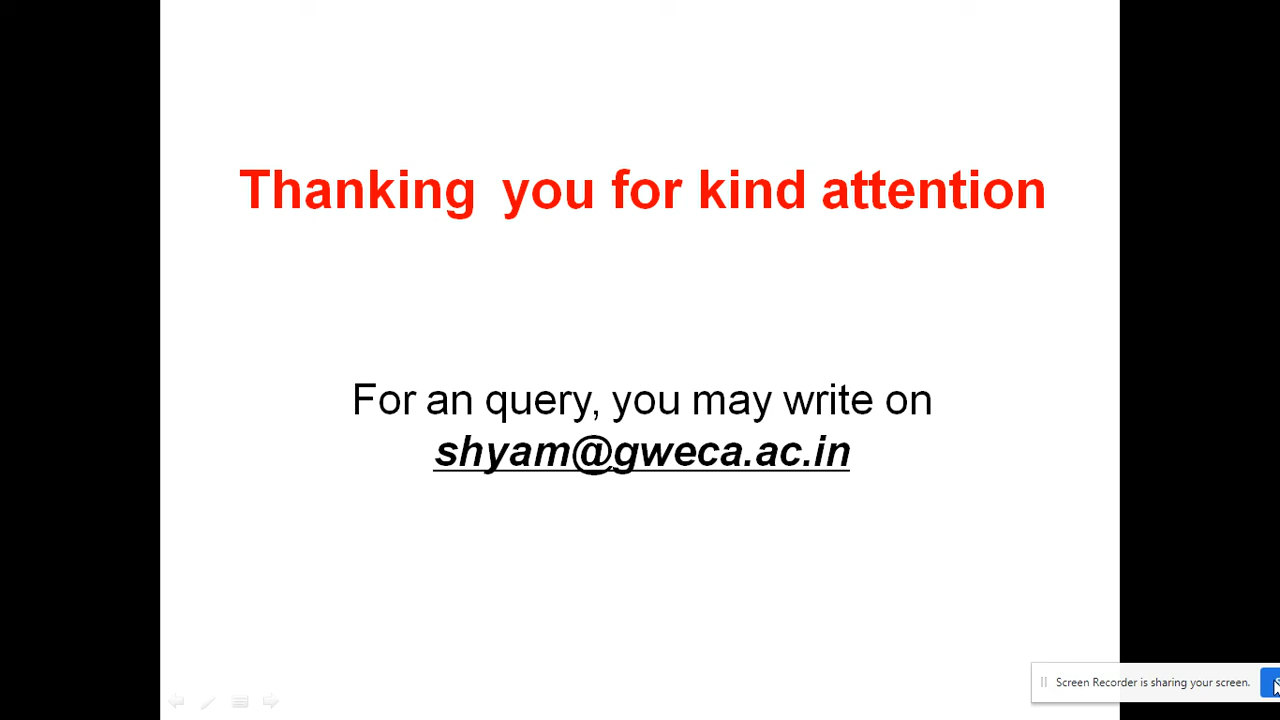 Thanking you for kind attention
For an query, you may write on
shyam@gweca.ac.in
Screen Recorder is sharing your screen.